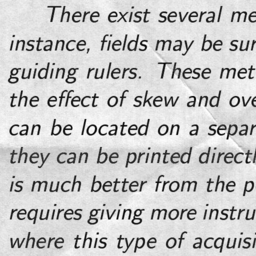 There exist several me
instance, fields may be sur
guiding rulers. These met
the effect of skew and ove
can be located on a separ
they can be printed directl
is much better from the p
requires giving more instru
where this type of acquisi